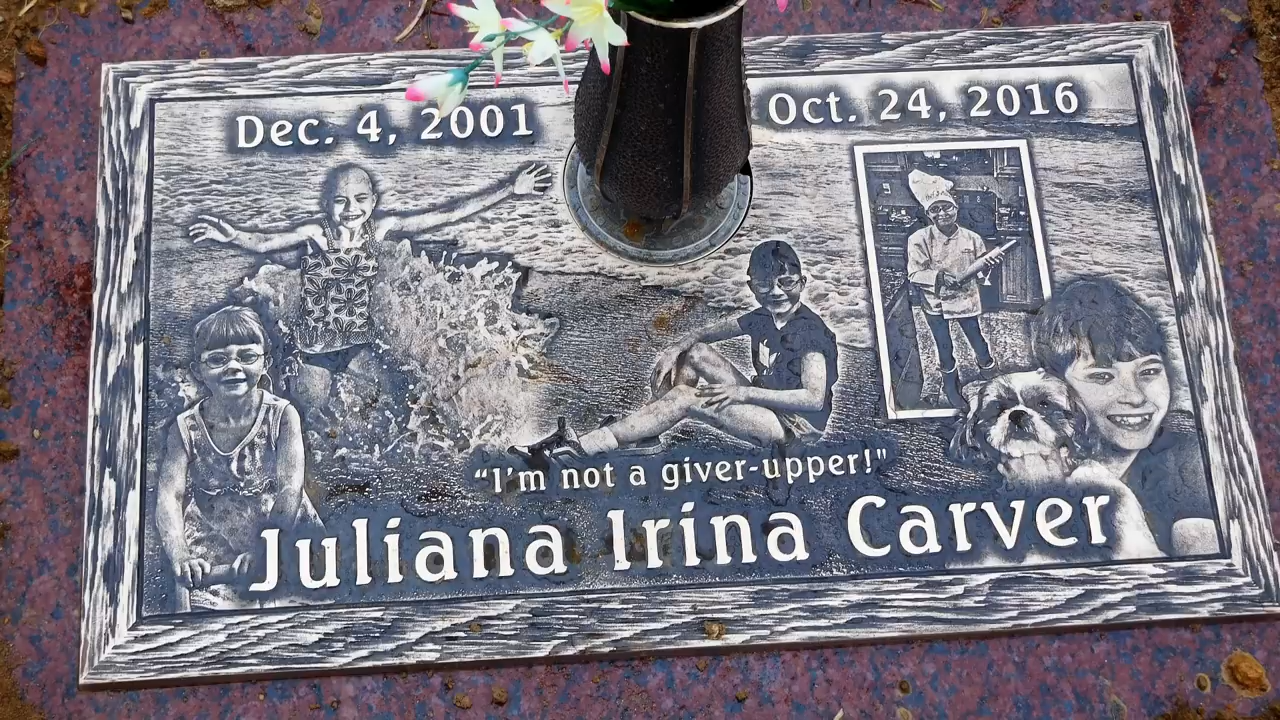 Dec. 4, 2001
Oct. 24, 2016
“I'm not a giver-upper!"
Juliana Irina Carver